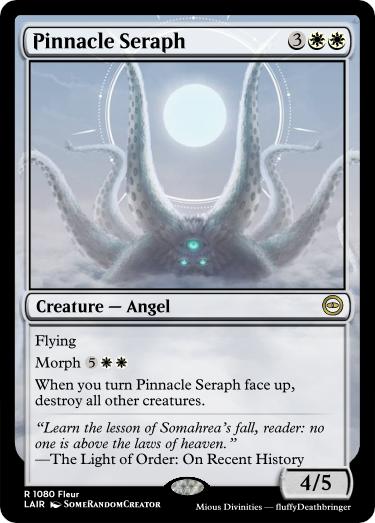 Pinnacle Seraph 3
Creature — Angel
Flying
Morph 5
When you turn Pinnacle Seraph face up,
destroy all other creatures.
“Learn the lesson of Somahrea's fall, reader: no
one is above the laws of heaven.”
—The Light of Order: On Recent History
4/5
R 1080 Fleur
LAIR SomeRandomCreator
Mious Divinities — fluffyDeathbringer